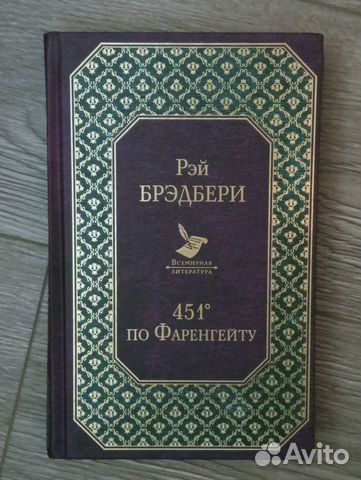 Рэй
БРЭДБЕРИ
Всемирная
литература
451°
по Фаренгейту
Avito